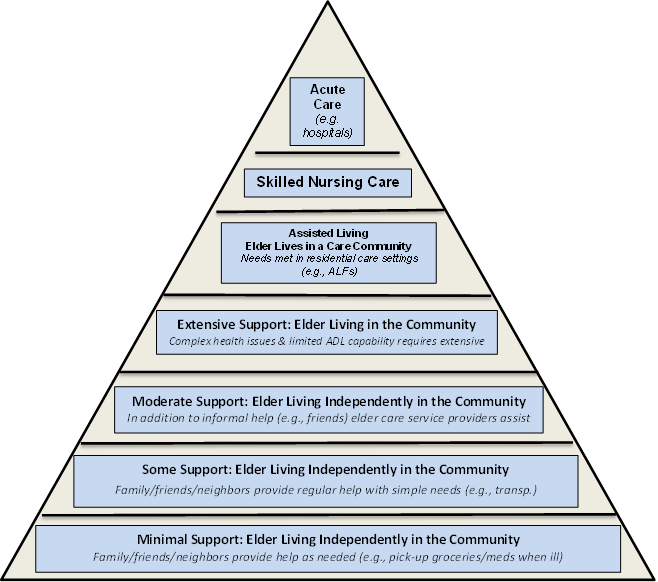 Acute
Care
(e.g.
hospitals)
Skilled Nursing Care
Assisted Living
Elder Lives in a Care Community
Needs met in residential care settings
(e.g., ALFs)
Extensive Support: Elder Living in the Community
Complex health issues & limited ADL capability requires extensive
Moderate Support: Elder Living Independently in the Community
In addition to informal help (e.g., friends) elder care service providers assist
Some Support: Elder Living Independently in the Community
Family/friends/neighbors provide regular help with simple needs (e.g., transp.)
Minimal Support: Elder Living Independently in the Community
Family/friends/neighbors provide help as needed (e.g., pick-up groceries/meds when ill)